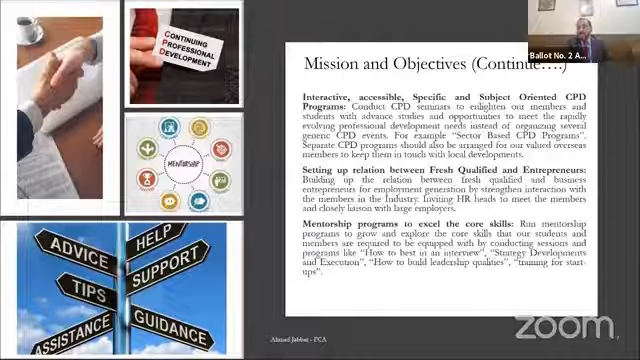 CONTINUING
PROFESSIONAL
DEVELOPMENT
MENTORSHIP
ADVICE
HELP
SUPPORT
TIPS
ASSISTANCE
GUIDANCE
Ballot No. 2 A...
Mission and Objectives (Continue….)
Interactive, accessible, Specific and Subject Oriented CPD
Programs: Conduct CPD seminars to enlighten our members and
students with advance studies and opportunities to meet the rapidly
evolving professional development needs instead of organizing several
generic CPD events. For example “Sector Based CPD Programs”.
Separate CPD programs should also be arranged for our valued overseas
members to keep them in touch with local developments.
Setting up relation between Fresh Qualified and Entrepreneurs:
Building up the relation between fresh qualified and business
entrepreneurs for employment generation by strengthen interaction with
the members in the Industry. Inviting HR heads to meet the members
and closely liaison with large employers.
Mentorship programs to excel the core skills: Run mentorship
programs to grow and explore the core skills that our students and
members are required to be equipped with by conducting sessions and
programs like “How to best in an interview”, “Strategy Developments
and Execution”, “How to build leadership qualities”, “training for start-
ups”.
Ahmad Jabbar - FCA
zoom